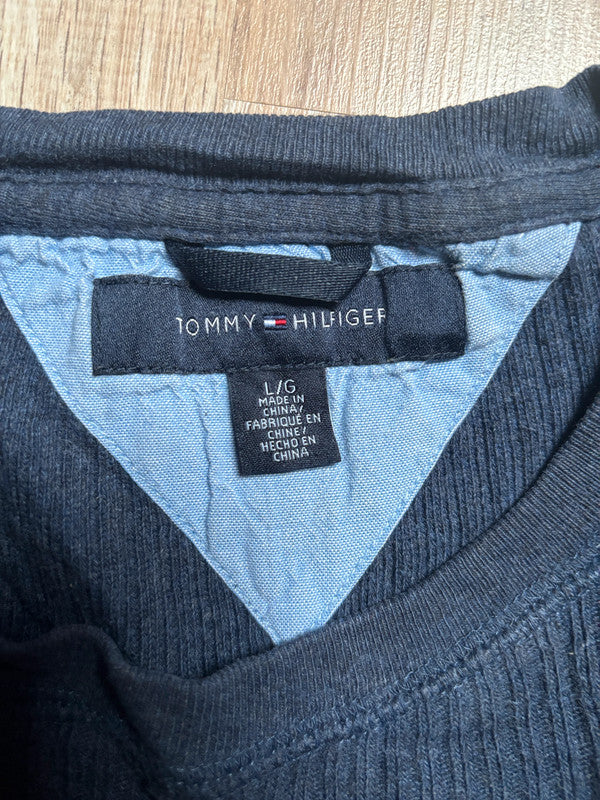 TOMMY HILFIGER
L/G
MADE IN
CHINA/
FABRIQUÉ EN
CHINE/
HECHO EN
CHINA